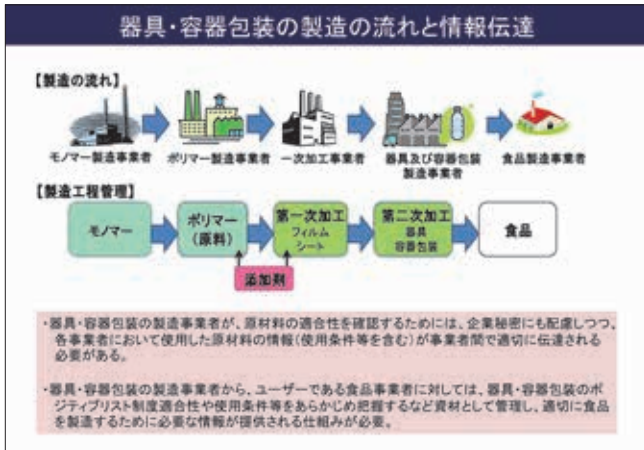 器具・容器包装の製造の流れと情報伝達
【製造の流れ】
モノマー製造事業者
ポリマー製造事業者
一次加工事業者
器具及び容器包装
製造事業者
食品製造事業者
【製造工程管理】
モノマー
ポリマー
(原料)
第一次加工
フィルム
シート
第二次加工
器具
容器包装
食品
添加剤
・器具・容器包装の製造事業者が、原材料の適合性を確認するためには、企業秘密にも配慮しつつ、
各事業者において使用した原材料の情報(使用条件等を含む)が事業者間で適切に伝達される
必要がある。
・器具・容器包装の製造事業者から、ユーザーである食品事業者に対しては、器具・容器包装のポ
ジティブリスト制度適合性や使用条件等をあらかじめ把握するなど資材として管理し、適切に食品
を製造するために必要な情報が提供される仕組みが必要。